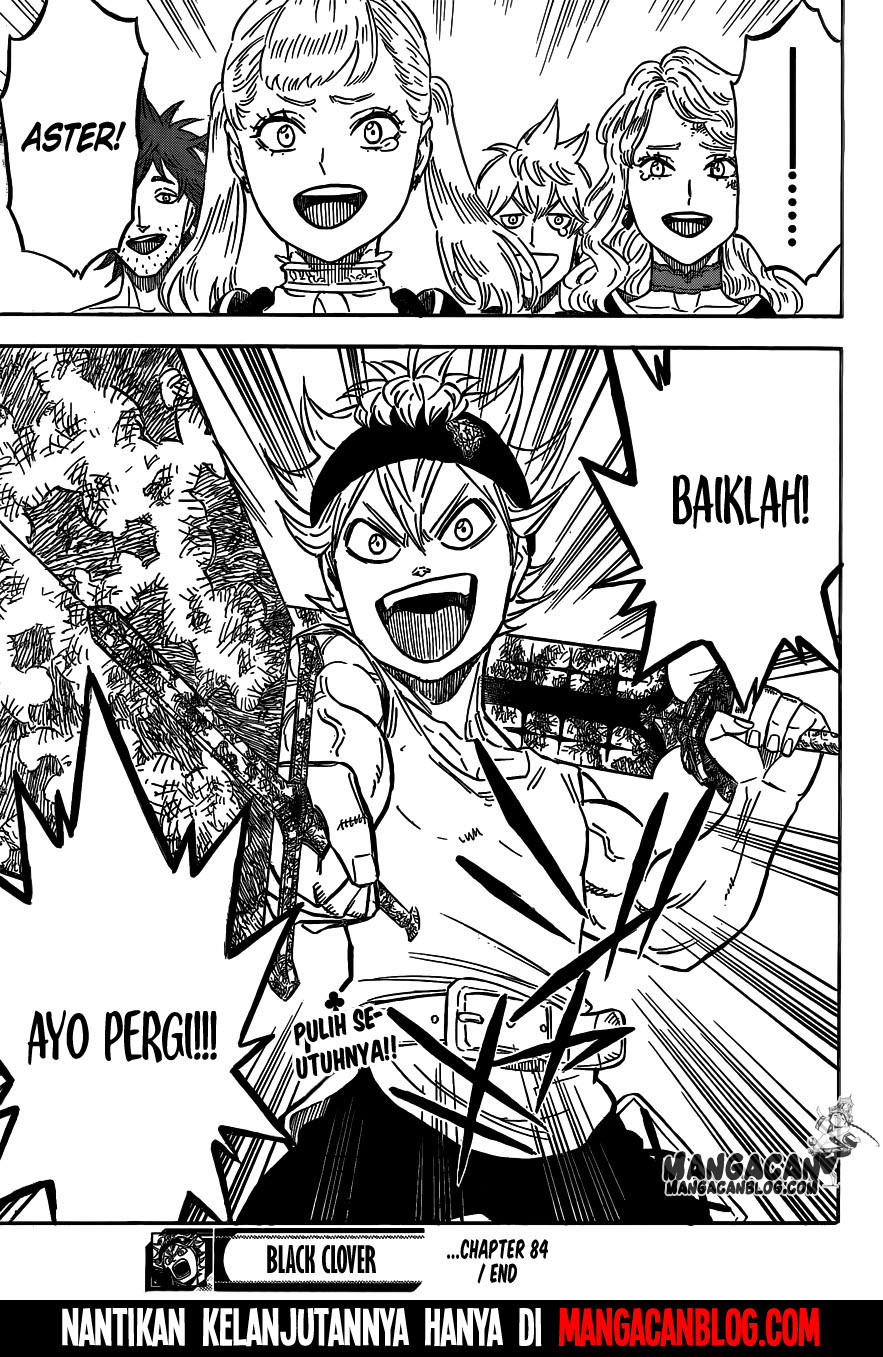 .......
ASTER!
BAIKLAH!
AYO PERGI!!!
PULIH SE-
UTUHNYA!!
MANGACAN
MANGACANBLOG.COM
BLACK CLOVER
...CHAPTER 84
/ END
NANTIKAN KELANJUTANNYA HANYA DI MANGACANBLOG.COM